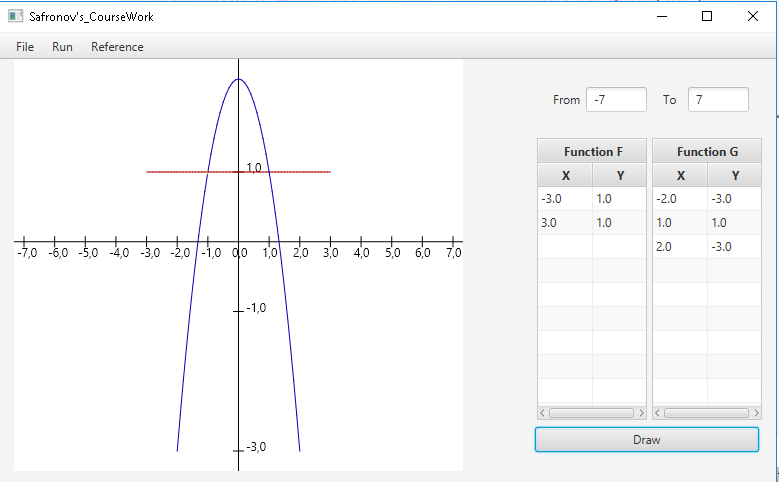 Safronov's_CourseWork
File Run Reference
From -7 To 7
Function F Function G
X Y X Y
-3.0 1.0 -2.0 -3.0
3.0 1.0 1.0 1.0
2.0 -3.0
Draw
1,0
-7,0 -6,0 -5,0 -4,0 -3,0 -2,0 -1,0 0,0 1,0 2,0 3,0 4,0 5,0 6,0 7,0
-1,0
-3,0